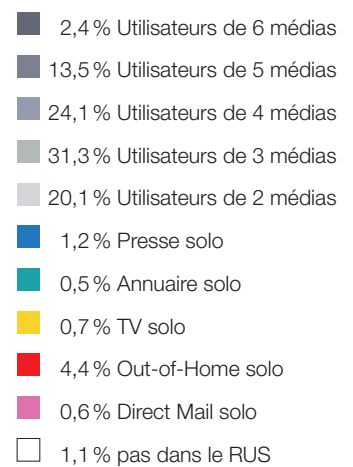 2,4 % Utilisateurs de 6 médias
13,5 % Utilisateurs de 5 médias
24,1 % Utilisateurs de 4 médias
31,3 % Utilisateurs de 3 médias
20,1 % Utilisateurs de 2 médias
1,2 % Presse solo
0,5 % Annuaire solo
0,7 % TV solo
4,4 % Out-of-Home solo
0,6 % Direct Mail solo
1,1 % pas dans le RUS